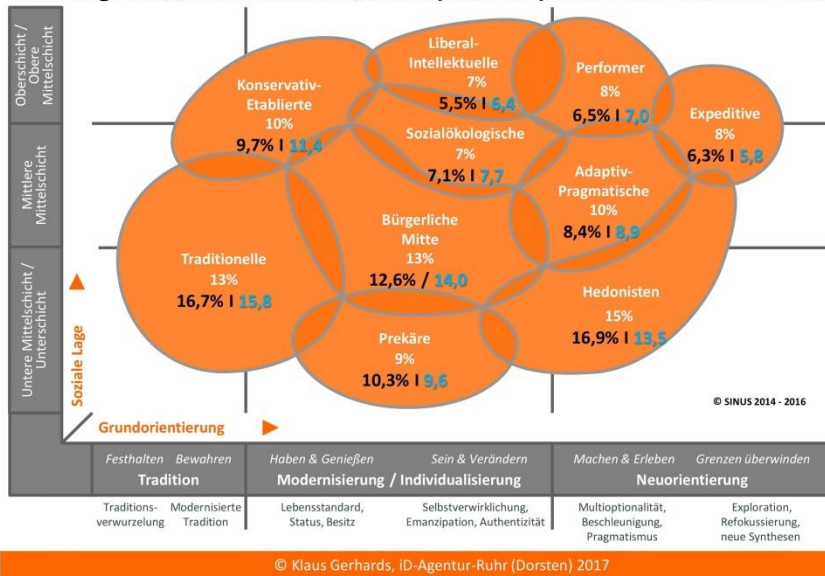 Oberschicht /
Obere
Mittelschicht
Mittlere
Mittelschicht
Untere Mittelschicht /
Unterschicht
Soziale Lage
Konservativ-
Etablierte
10%
9,7% I 11,4
Liberal-
Intellektuelle
7%
5,5% I 6,4
Performer
8%
6,5% I 7,0
Expeditive
8%
6,3% I 5,8
Sozialökologische
7%
7,1% I 7,7
Adaptiv-
Pragmatische
10%
8,4% I 8,9
Traditionelle
13%
16,7% I 15,8
Bürgerliche
Mitte
13%
12,6% / 14,0
Hedonisten
15%
16,9% I 13,5
Prekäre
9%
10,3% I 9,6
© SINUS 2014 - 2016
Grundorientierung
Festhalten Bewahren
Tradition
Haben & Genießen Sein & Verändern
Modernisierung / Individualisierung
Machen & Erleben Grenzen überwinden
Neuorientierung
Traditions-
verwurzelung
Modernisierte
Tradition
Lebensstandard,
Status, Besitz
Selbstverwirklichung,
Emanzipation, Authentizität
Multioptionalität,
Beschleunigung,
Pragmatismus
Exploration,
Refokussierung,
neue Synthesen
© Klaus Gerhards, iD-Agentur-Ruhr (Dorsten) 2017